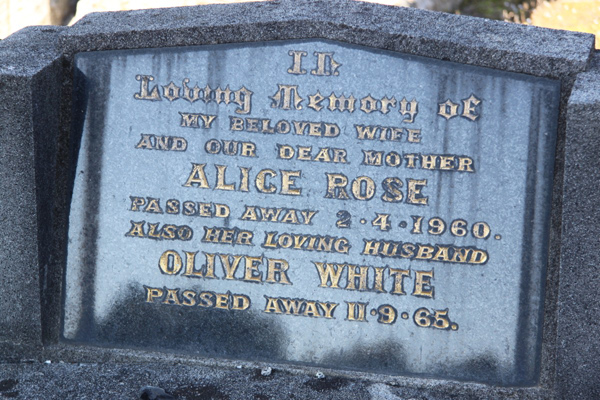 In
Loving Memory of
MY BELOVED WIFE
AND OUR DEAR MOTHER
ALICE ROSE
PASSED AWAY 2-4-1960.
ALSO HER LOVING HUSBAND
OLIVER WHITE
PASSED AWAY 11-9-65.